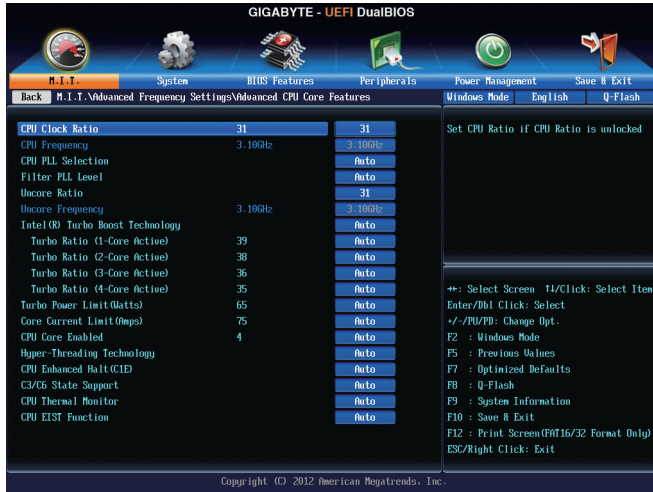 GIGABYTE - UEFI DualBIOS
M.I.T. System BIOS Features Peripherals Power Management Save & Exit
Back M.I.T.\Advanced Frequency Settings\Advanced CPU Core Features Windows Mode English Q-Flash
CPU Clock Ratio 31 31
CPU Frequency 3.10GHz 3.10GHz
CPU PLL Selection Auto
Filter PLL Level Auto
Uncore Ratio 31
Uncore Frequency 3.10GHz 3.10GHz
Intel(R) Turbo Boost Technology Auto
Turbo Ratio (1-Core Active) 39 Auto
Turbo Ratio (2-Core Active) 38 Auto
Turbo Ratio (3-Core Active) 36 Auto
Turbo Ratio (4-Core Active) 35 Auto
Turbo Power Limit(Watts) 65 Auto
Core Current Limit(Amps) 75 Auto
CPU Core Enabled 4 Auto
Hyper-Threading Technology Auto
CPU Enhanced Halt(C1E) Auto
C3/C6 State Support Auto
CPU Thermal Monitor Auto
CPU EIST Function Auto
Set CPU Ratio if CPU Ratio is unlocked
→←: Select Screen ↑↓/Click: Select Item
Enter/Dbl Click: Select
+/-/PU/PD: Change Opt.
F2 : Windows Mode
F5 : Previous Values
F7 : Optimized Defaults
F8 : Q-Flash
F9 : System Information
F10 : Save & Exit
F12 : Print Screen(FAT16/32 Format Only)
ESC/Right Click: Exit
Copyright (C) 2012 American Megatrends, Inc.